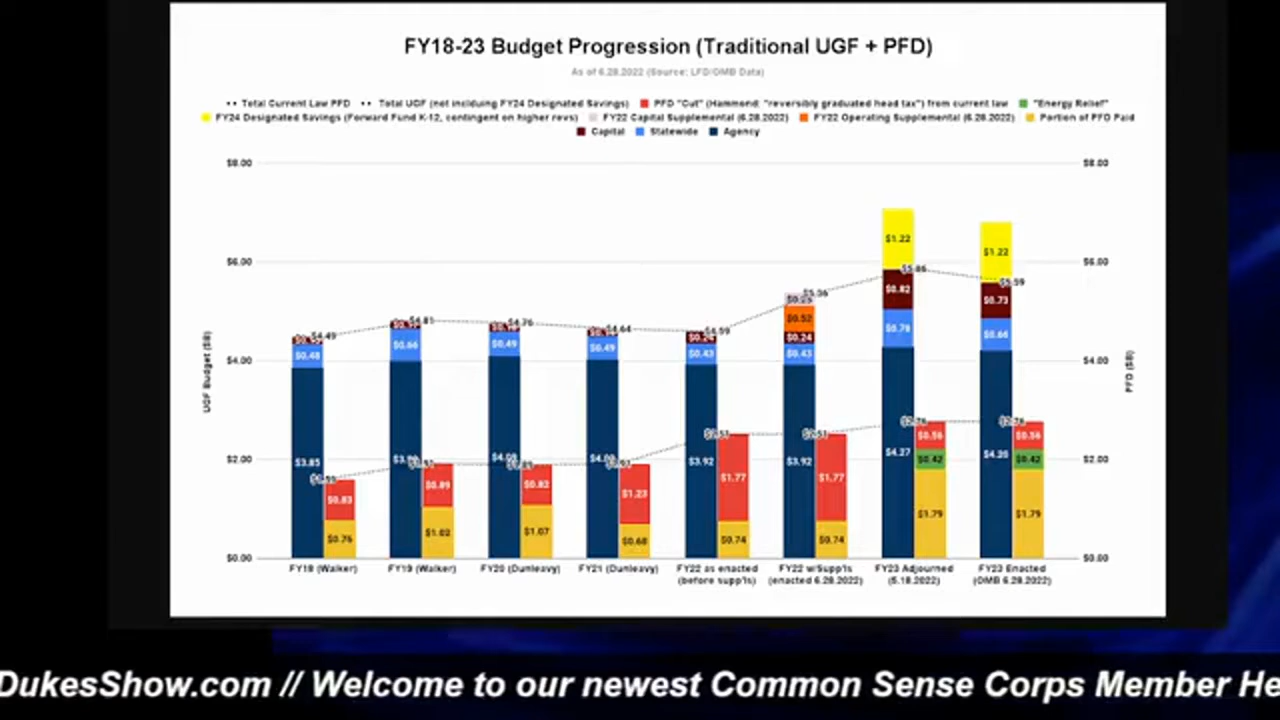 FY18-23 Budget Progression (Traditional UGF + PFD)
As of 6.28.2022 (Source: LFD/OMB Data)
Total Current Law PFD Total UGF (not including FY24 Designated Savings) PFD "Cut" (Hammond: "reversibly graduated head tax") from current law "Energy Relief"
FY24 Designated Savings (Forward Fund K-12, contingent on higher revs) FY22 Capital Supplemental (6.28.2022) FY22 Operating Supplemental (6.28.2022) Portion of PFD Paid
Capital Statewide Agency
$8.00 $8.00
$1.22 $1.22
$6.00 $6.00
$5.86 $5.59
$5.36
$0.82 $0.73
$4.49 $4.81 $4.76 $4.64 $4.59 $0.52 $0.78 $0.66
$0.48 $0.66 $0.49 $0.49 $0.24 $0.24
$0.43 $0.43
$4.00 $4.00
UGF Budget ($B)
PFD ($B)
$2.51 $2.51 $2.76 $2.76
$0.56 $0.56
$3.85 $3.92 $3.92 $4.27 $4.20
$2.00 $0.42 $0.42 $2.00
$0.83 $0.89 $0.82 $1.23 $1.77 $1.77
$0.76 $1.02 $1.07 $0.68 $0.74 $0.74 $1.79 $1.79
$0.00 $0.00
FY18 (Walker) FY19 (Walker) FY20 (Dunleavy) FY21 (Dunleavy) FY22 as enacted FY22 w/Supp'ls FY23 Adjourned FY23 Enacted
(before supp'ls) (enacted 6.28.2022) (5.18.2022) (OMB 6.28.2022)
DukesShow.com // Welcome to our newest Common Sense Corps Member He